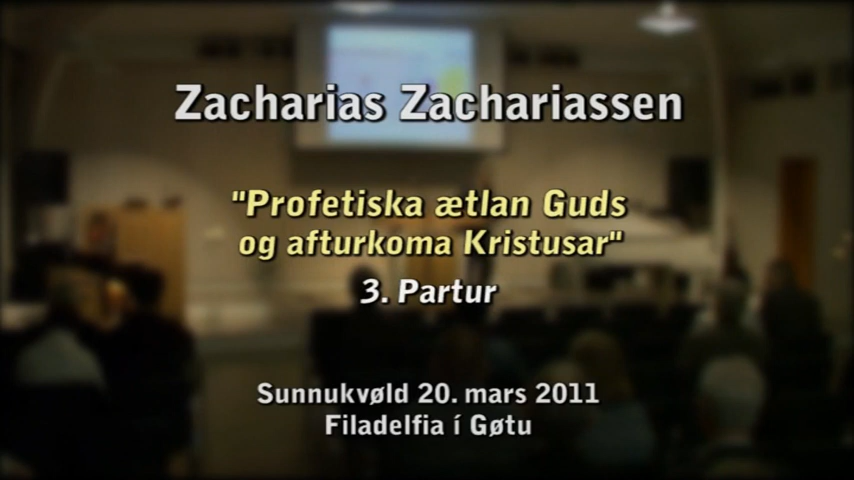 Zacharias Zachariassen
"Profetiska ætlan Guds
og afturkoma Kristusar"
3. Partur
Sunnukvøld 20. mars 2011
Filadelfia í Gøtu